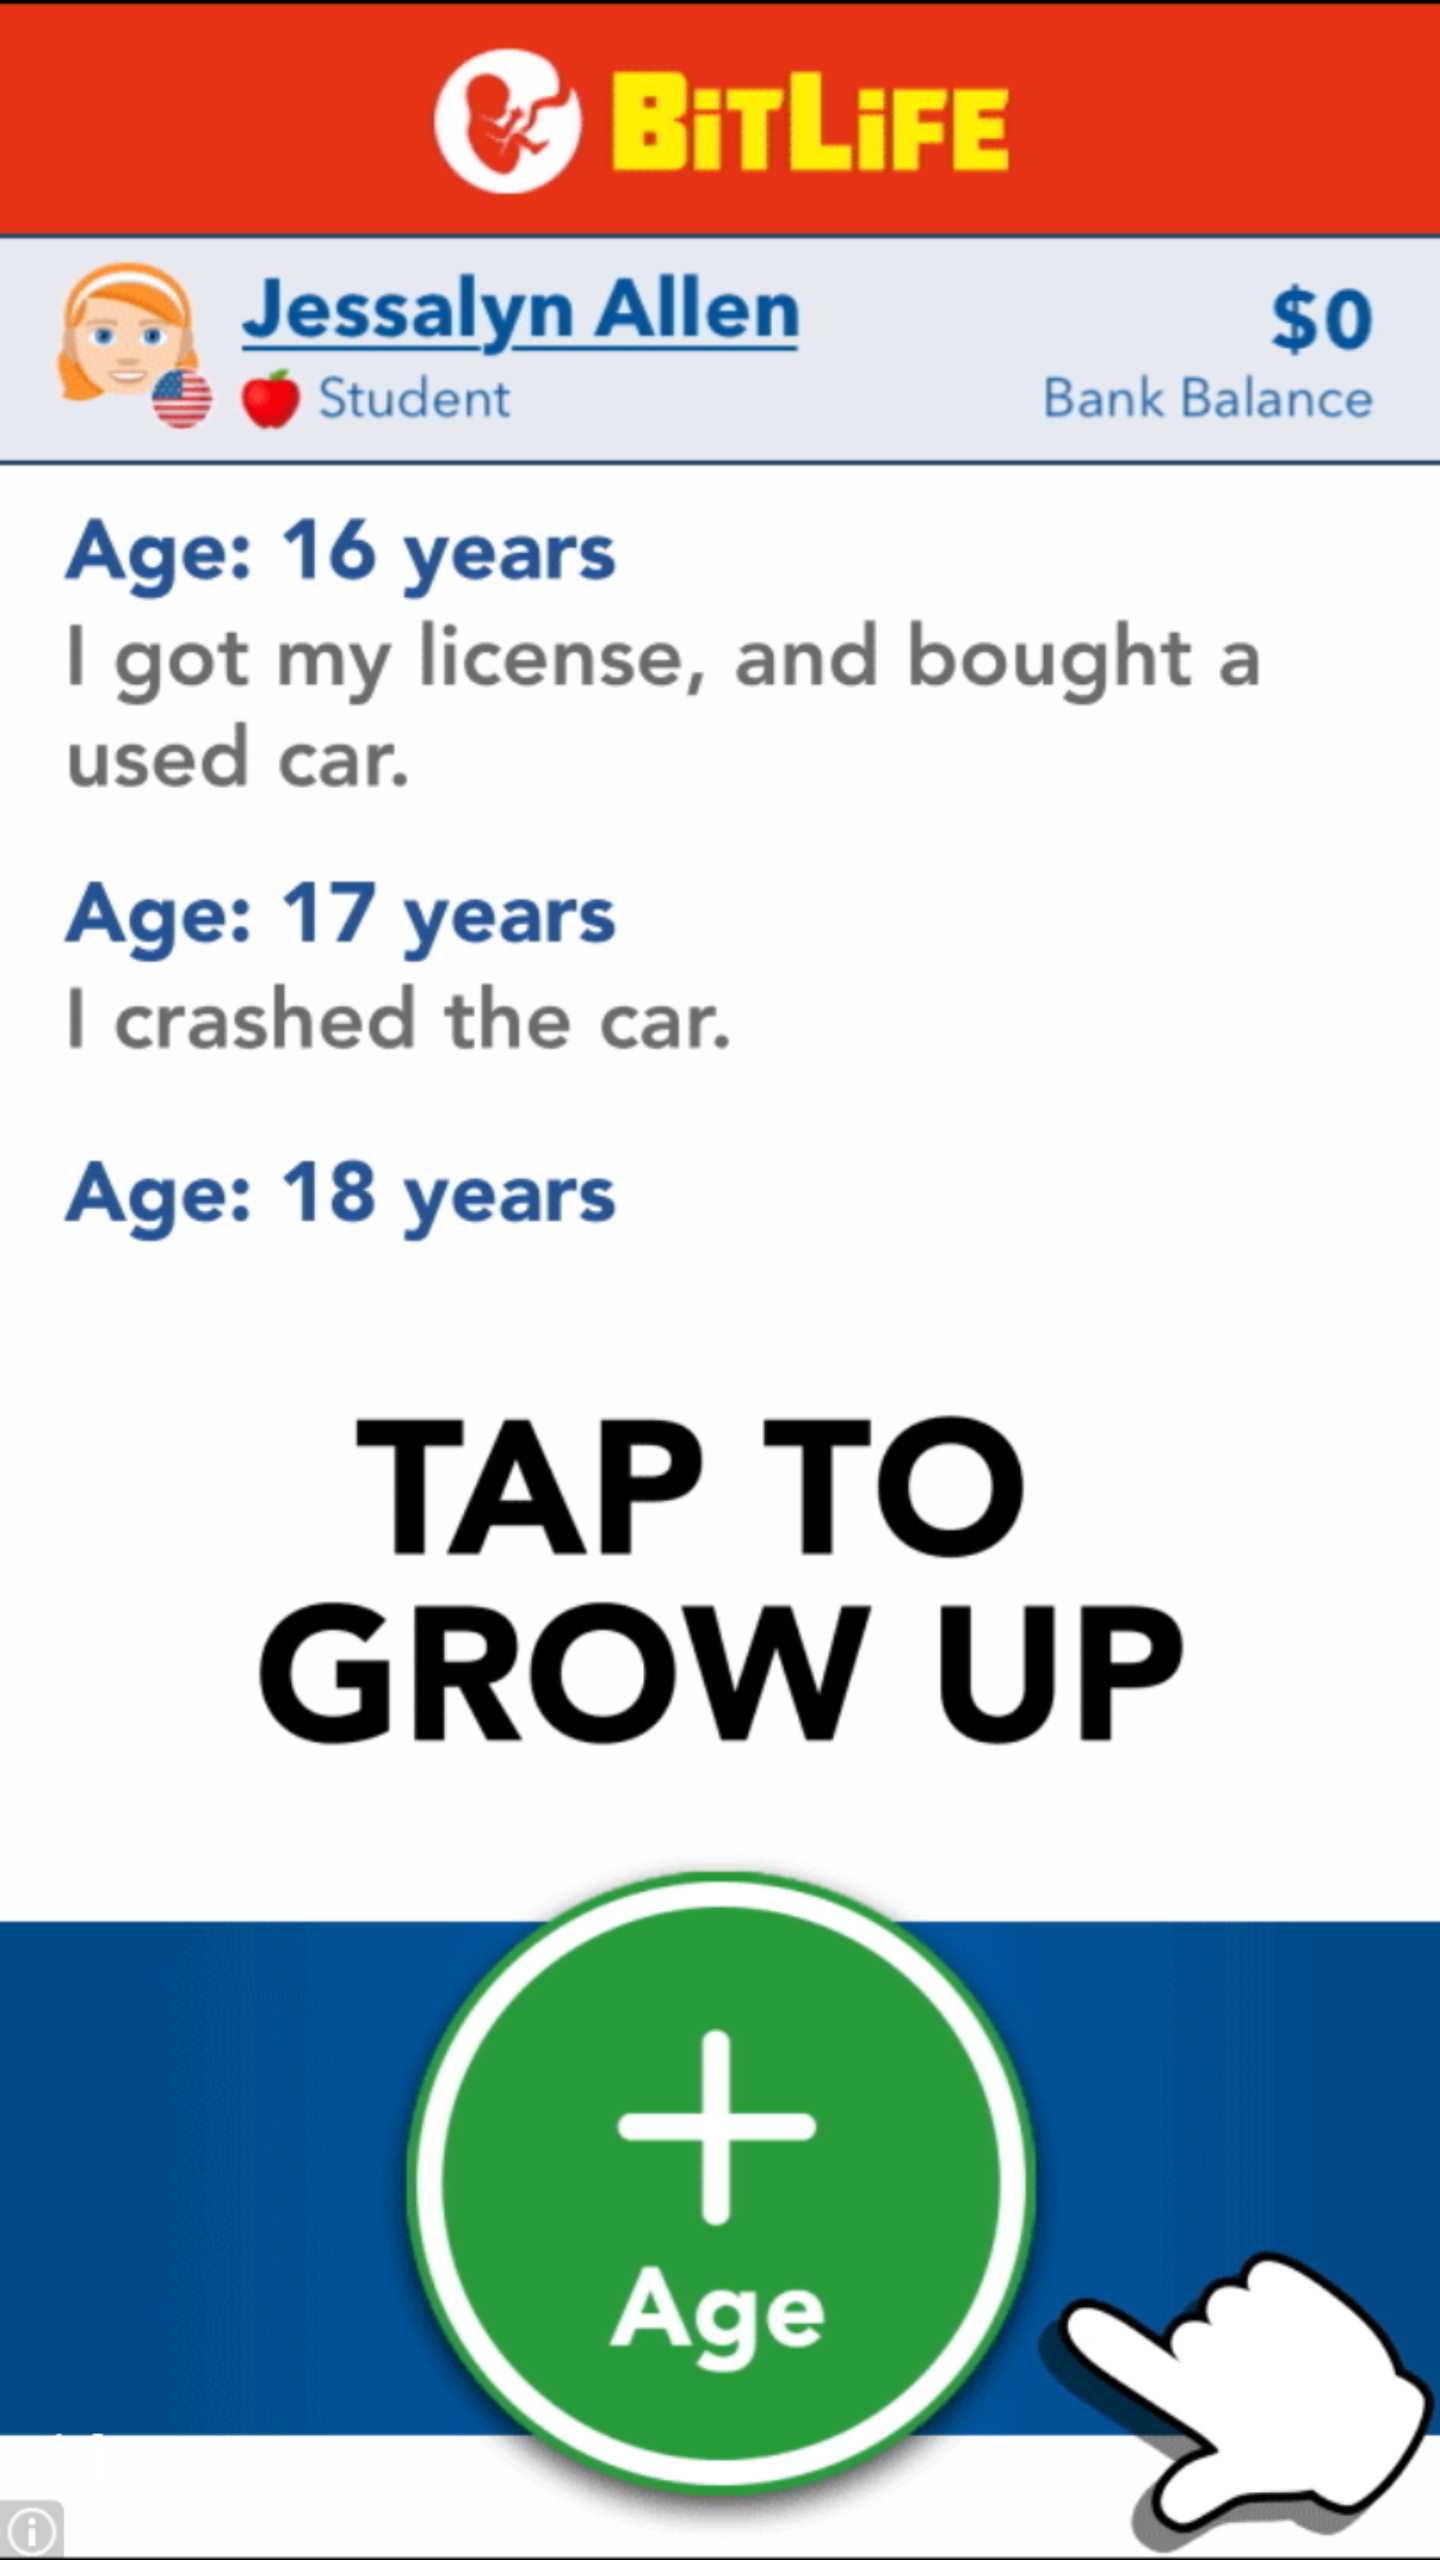 BiTLiFE
Jessalyn Allen
$0
Student
Bank Balance
Age: 16 years
I got my license, and bought a
used car.
Age: 17 years
I crashed the car.
Age: 18 years
TAP TO
GROW UP
Age